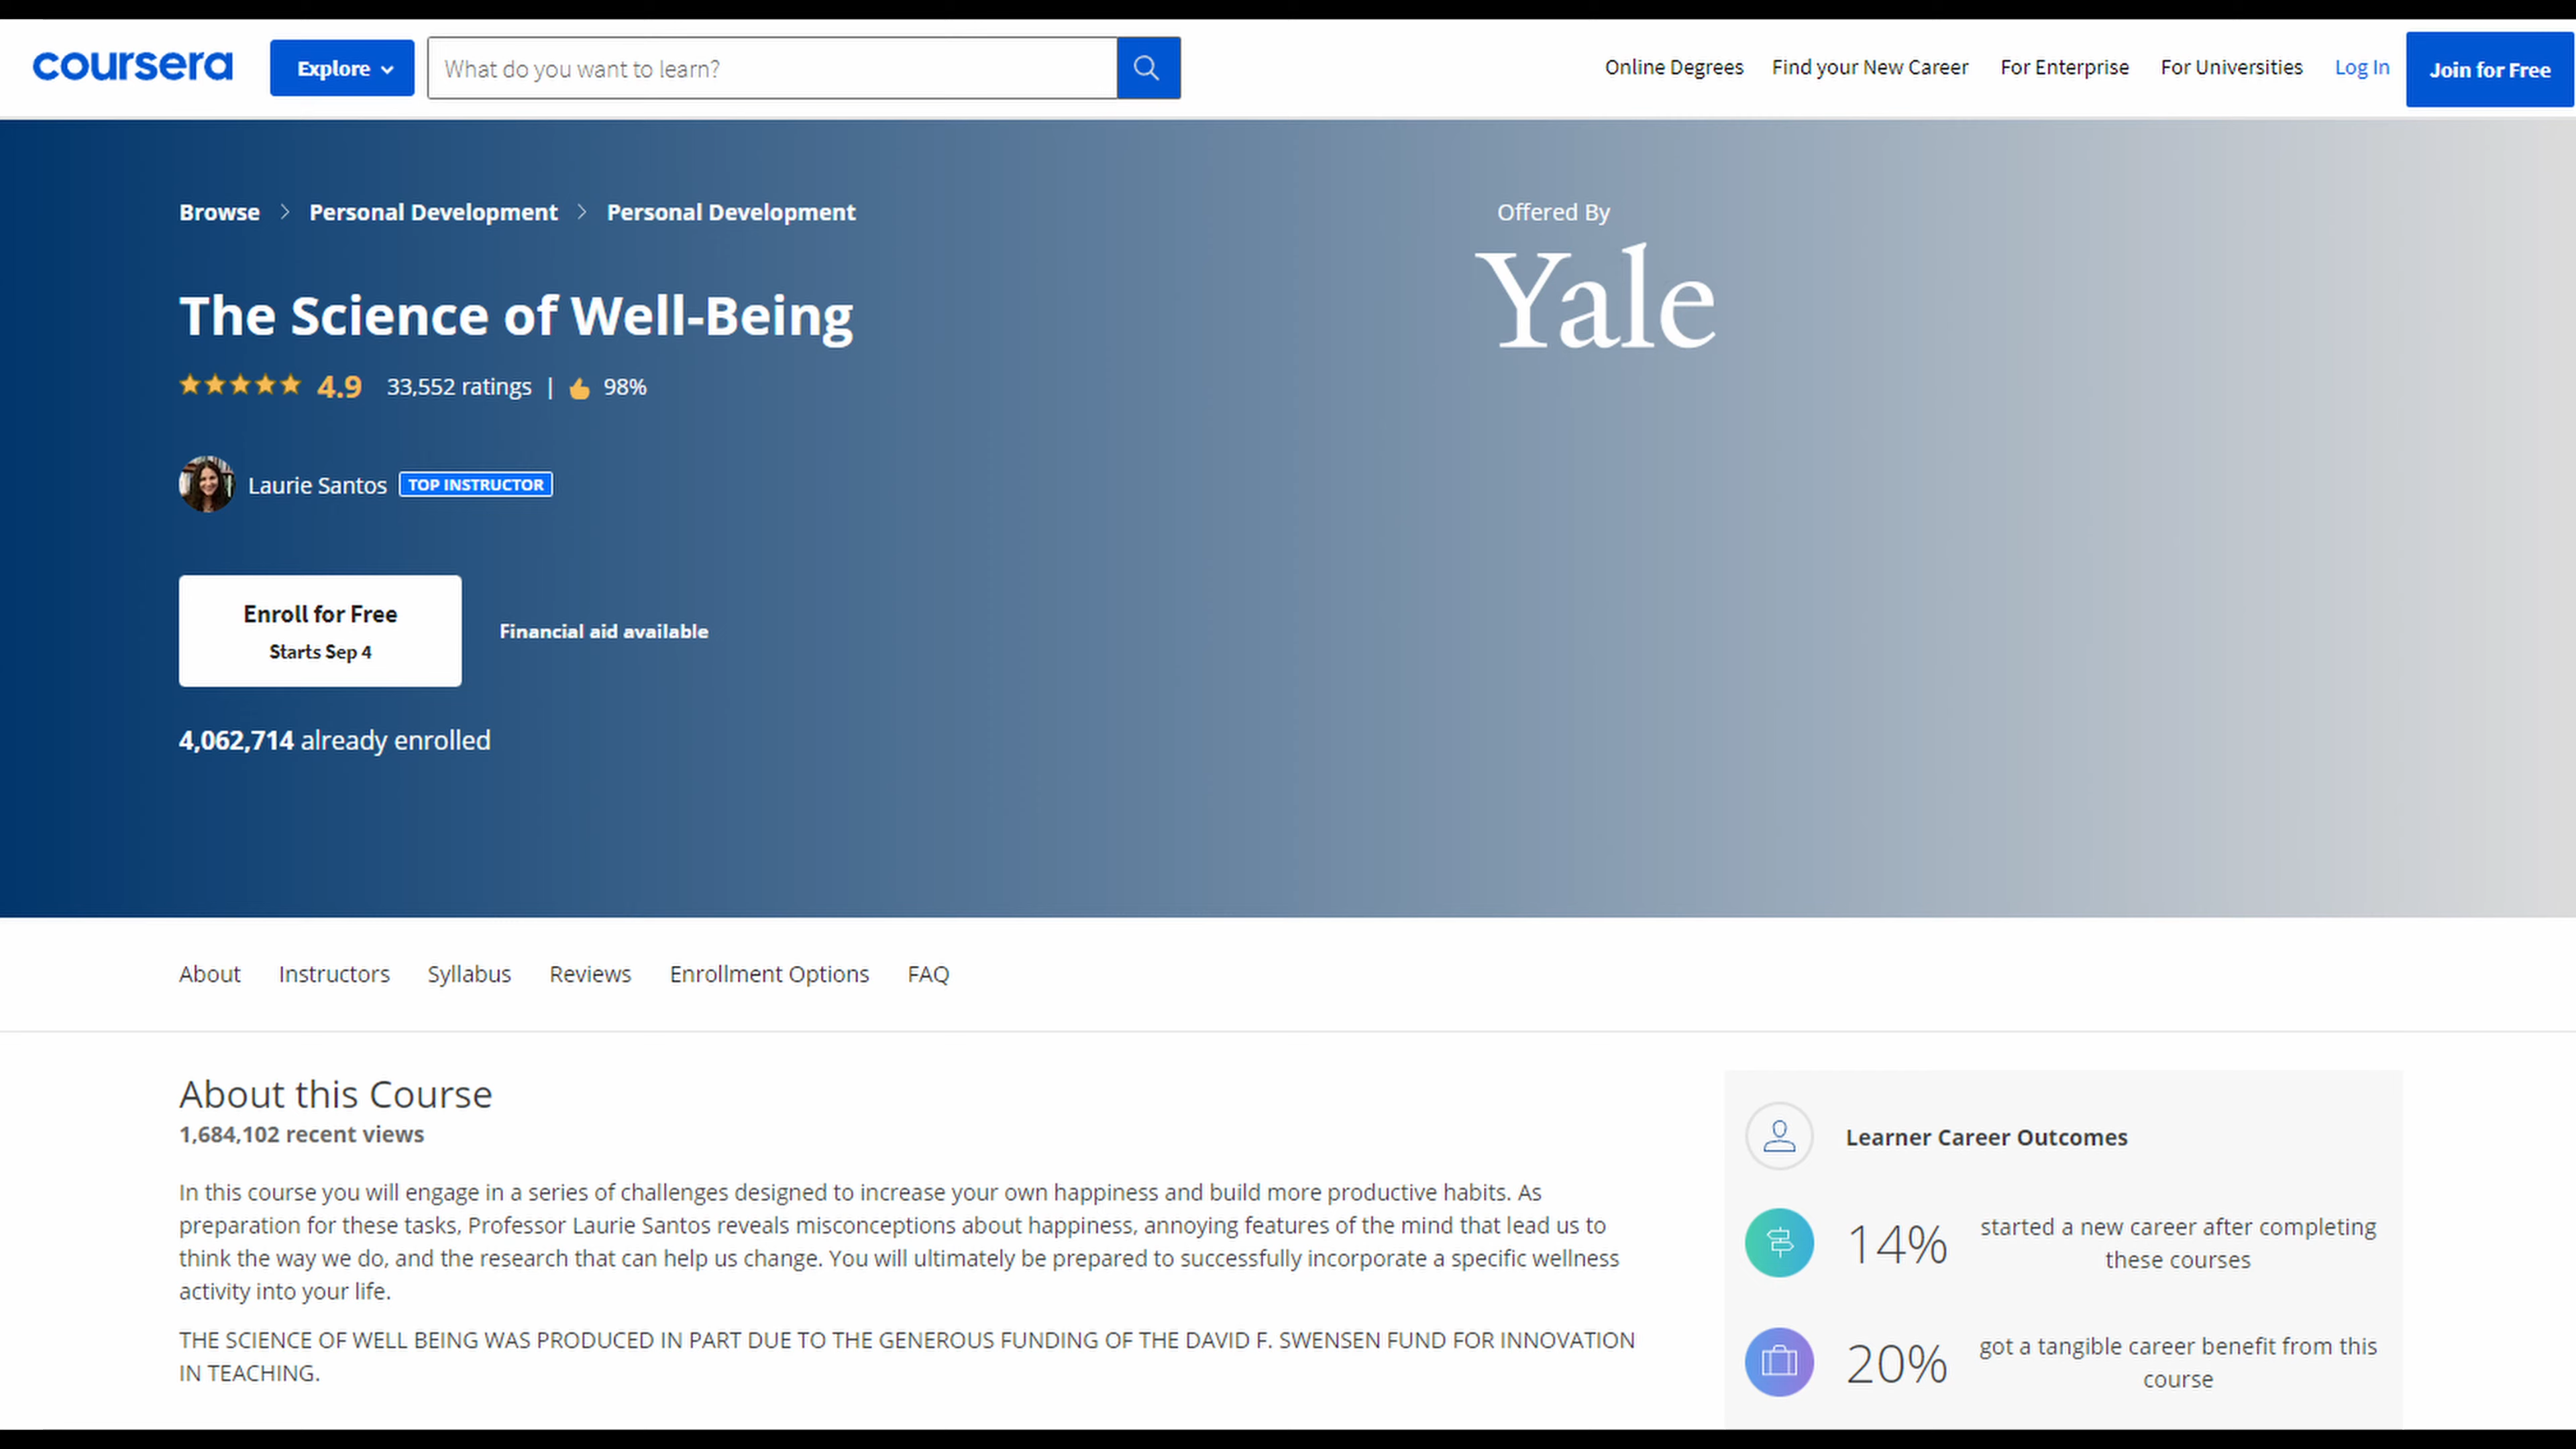 coursera
Explore
What do you want to learn?
Online Degrees
Find your New Career
For Enterprise
For Universities
Log In
Join for Free
Browse
Personal Development
Personal Development
Offered By
Yale
The Science of Well-Being
4.9 33,552 ratings | 98%
Laurie Santos TOP INSTRUCTOR
Enroll for Free
Starts Sep 4
Financial aid available
4,062,714 already enrolled
About
Instructors
Syllabus
Reviews
Enrollment Options
FAQ
About this Course
1,684,102 recent views
In this course you will engage in a series of challenges designed to increase your own happiness and build more productive habits. As
preparation for these tasks, Professor Laurie Santos reveals misconceptions about happiness, annoying features of the mind that lead us to
think the way we do, and the research that can help us change. You will ultimately be prepared to successfully incorporate a specific wellness
activity into your life.
THE SCIENCE OF WELL BEING WAS PRODUCED IN PART DUE TO THE GENEROUS FUNDING OF THE DAVID F. SWENSEN FUND FOR INNOVATION
IN TEACHING.
Learner Career Outcomes
14%
started a new career after completing
these courses
20%
got a tangible career benefit from this
course